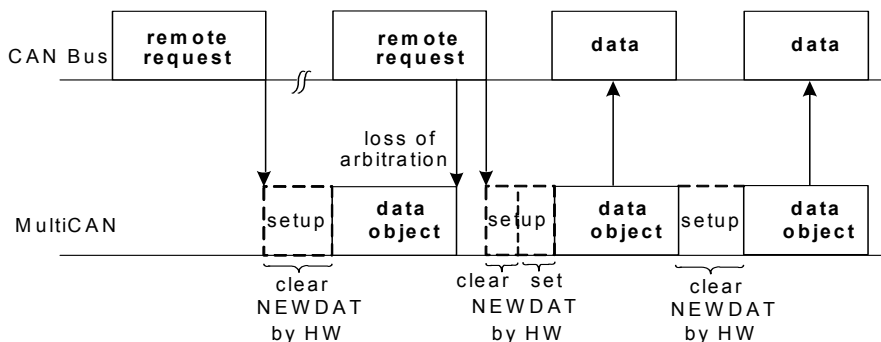 remote
request
remote
request
data
data
CAN Bus
loss of
arbitration
setup
data
object
setup
data
object
setup
data
object
MultiCAN
clear
NEWDAT
by HW
clear set
NEWDAT
by HW
clear
NEWDAT
by HW